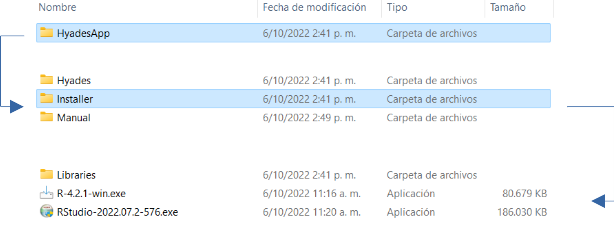 Nombre Fecha de modificación Tipo Tamaño
HyadesApp 6/10/2022 2:41 p. m. Carpeta de archivos
Hyades 6/10/2022 2:41 p. m. Carpeta de archivos
Installer 6/10/2022 2:41 p. m. Carpeta de archivos
Manual 6/10/2022 2:49 p. m. Carpeta de archivos
Libraries 6/10/2022 2:41 p. m. Carpeta de archivos
R-4.2.1-win.exe 6/10/2022 11:16 a. m. Aplicación 80.679 KB
RStudio-2022.07.2-576.exe 6/10/2022 11:20 a. m. Aplicación 186.030 KB